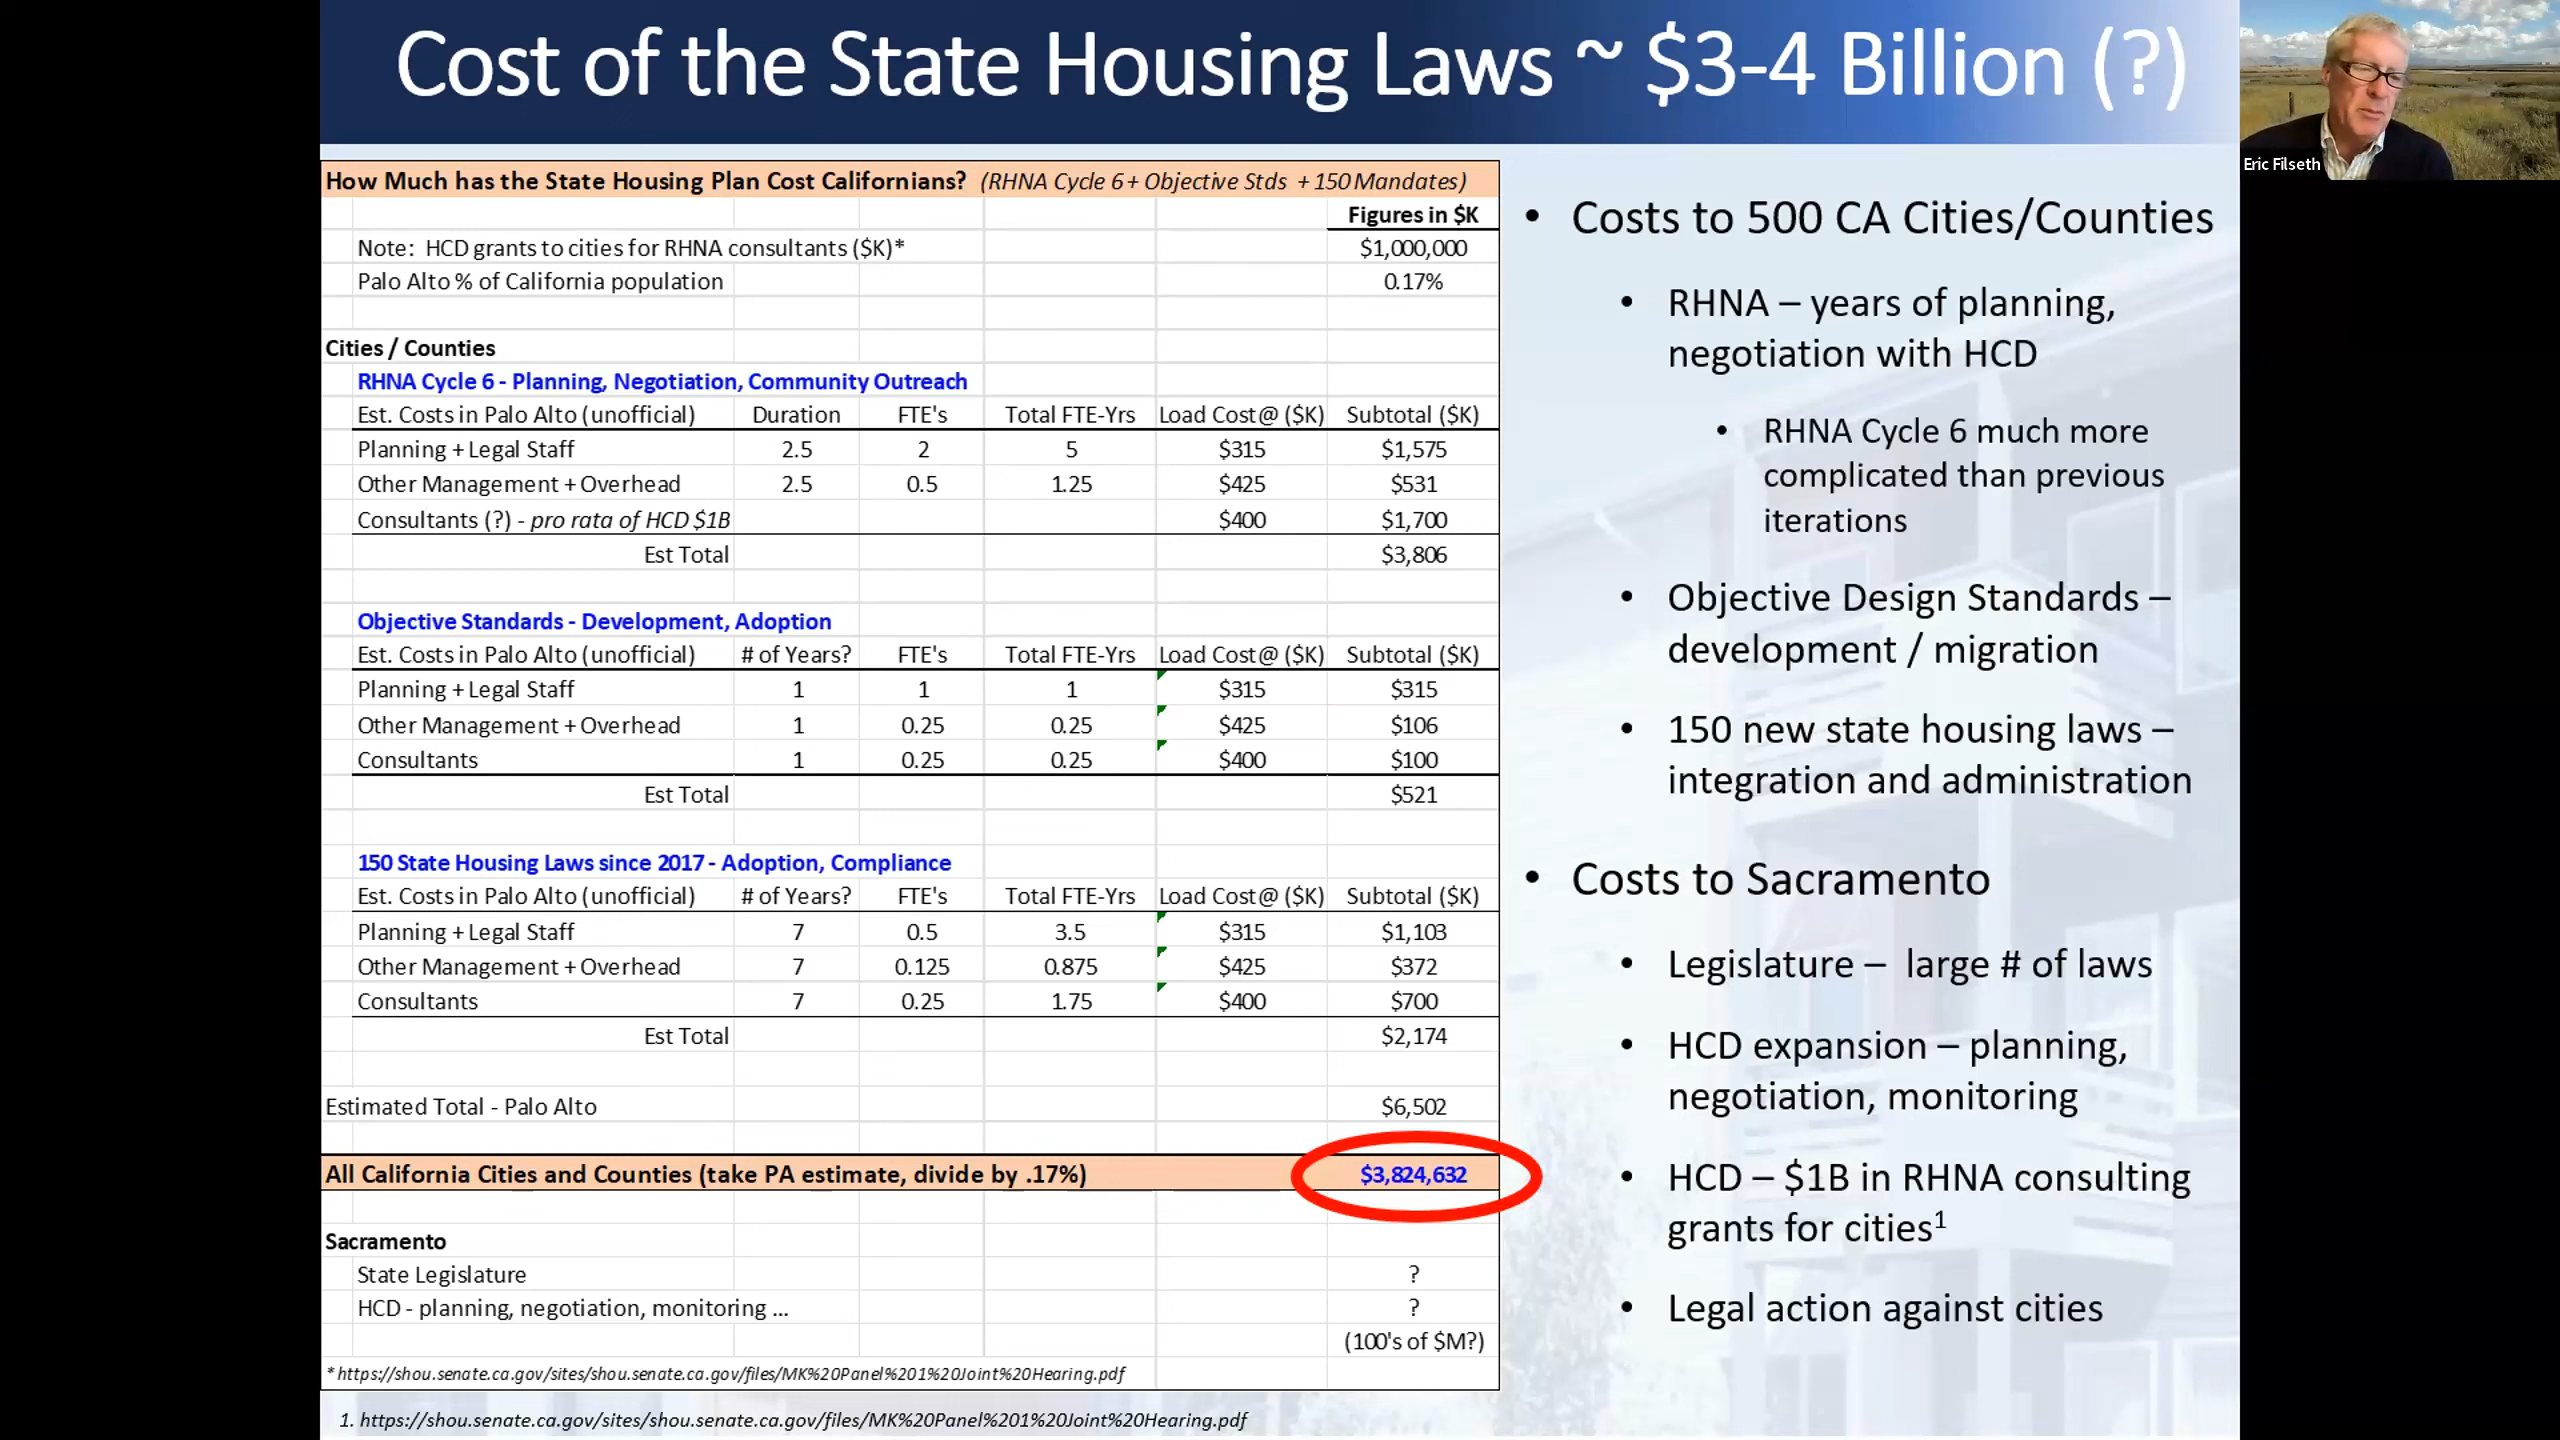 Cost of the State Housing Laws ~ $3-4 Billion (?)
Eric Filseth
How Much has the State Housing Plan Cost Californians? (RHNA Cycle 6 + Objective Stds + 150 Mandates)
Figures in $K
Note: HCD grants to cities for RHNA consultants ($K)* $1,000,000
Palo Alto % of California population 0.17%
Cities / Counties
RHNA Cycle 6 - Planning, Negotiation, Community Outreach
Est. Costs in Palo Alto (unofficial) Duration FTE's Total FTE-Yrs Load Cost@ ($K) Subtotal ($K)
Planning + Legal Staff 2.5 2 5 $315 $1,575
Other Management + Overhead 2.5 0.5 1.25 $425 $531
Consultants (?) - pro rata of HCD $1B $400 $1,700
Est Total $3,806
Objective Standards - Development, Adoption
Est. Costs in Palo Alto (unofficial) # of Years? FTE's Total FTE-Yrs Load Cost@ ($K) Subtotal ($K)
Planning + Legal Staff 1 1 1 $315 $315
Other Management + Overhead 1 0.25 0.25 $425 $106
Consultants 1 0.25 0.25 $400 $100
Est Total $521
150 State Housing Laws since 2017 - Adoption, Compliance
Est. Costs in Palo Alto (unofficial) # of Years? FTE's Total FTE-Yrs Load Cost@ ($K) Subtotal ($K)
Planning + Legal Staff 7 0.5 3.5 $315 $1,103
Other Management + Overhead 7 0.125 0.875 $425 $372
Consultants 7 0.25 1.75 $400 $700
Est Total $2,174
Estimated Total - Palo Alto $6,502
All California Cities and Counties (take PA estimate, divide by .17%) $3,824,632
Sacramento
State Legislature ?
HCD - planning, negotiation, monitoring ... ?
(100's of $M?)
* https://shou.senate.ca.gov/sites/shou.senate.ca.gov/files/MK%20Panel%201%20Joint%20Hearing.pdf
1. https://shou.senate.ca.gov/sites/shou.senate.ca.gov/files/MK%20Panel%201%20Joint%20Hearing.pdf
• Costs to 500 CA Cities/Counties
• RHNA – years of planning,
negotiation with HCD
• RHNA Cycle 6 much more
complicated than previous
iterations
• Objective Design Standards –
development / migration
• 150 new state housing laws –
integration and administration
• Costs to Sacramento
• Legislature – large # of laws
• HCD expansion – planning,
negotiation, monitoring
• HCD – $1B in RHNA consulting
grants for cities1
• Legal action against cities